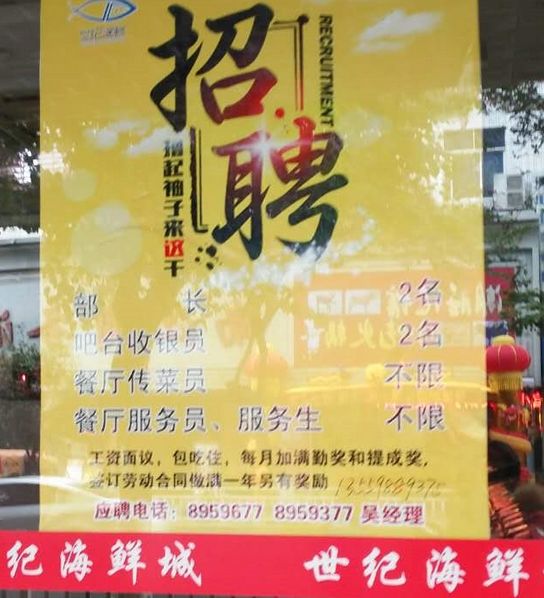 招聘
RECRUITMENT
撸起袖子来这干
部 长 2名
吧台收银员 2名
餐厅传菜员 不限
餐厅服务员、服务生 不限
工资面议，包吃住，每月加满勤奖和提成奖，
签订劳动合同做满一年另有奖励
应聘电话：8959677 8959377 吴经理
纪海鲜城 世纪海鲜